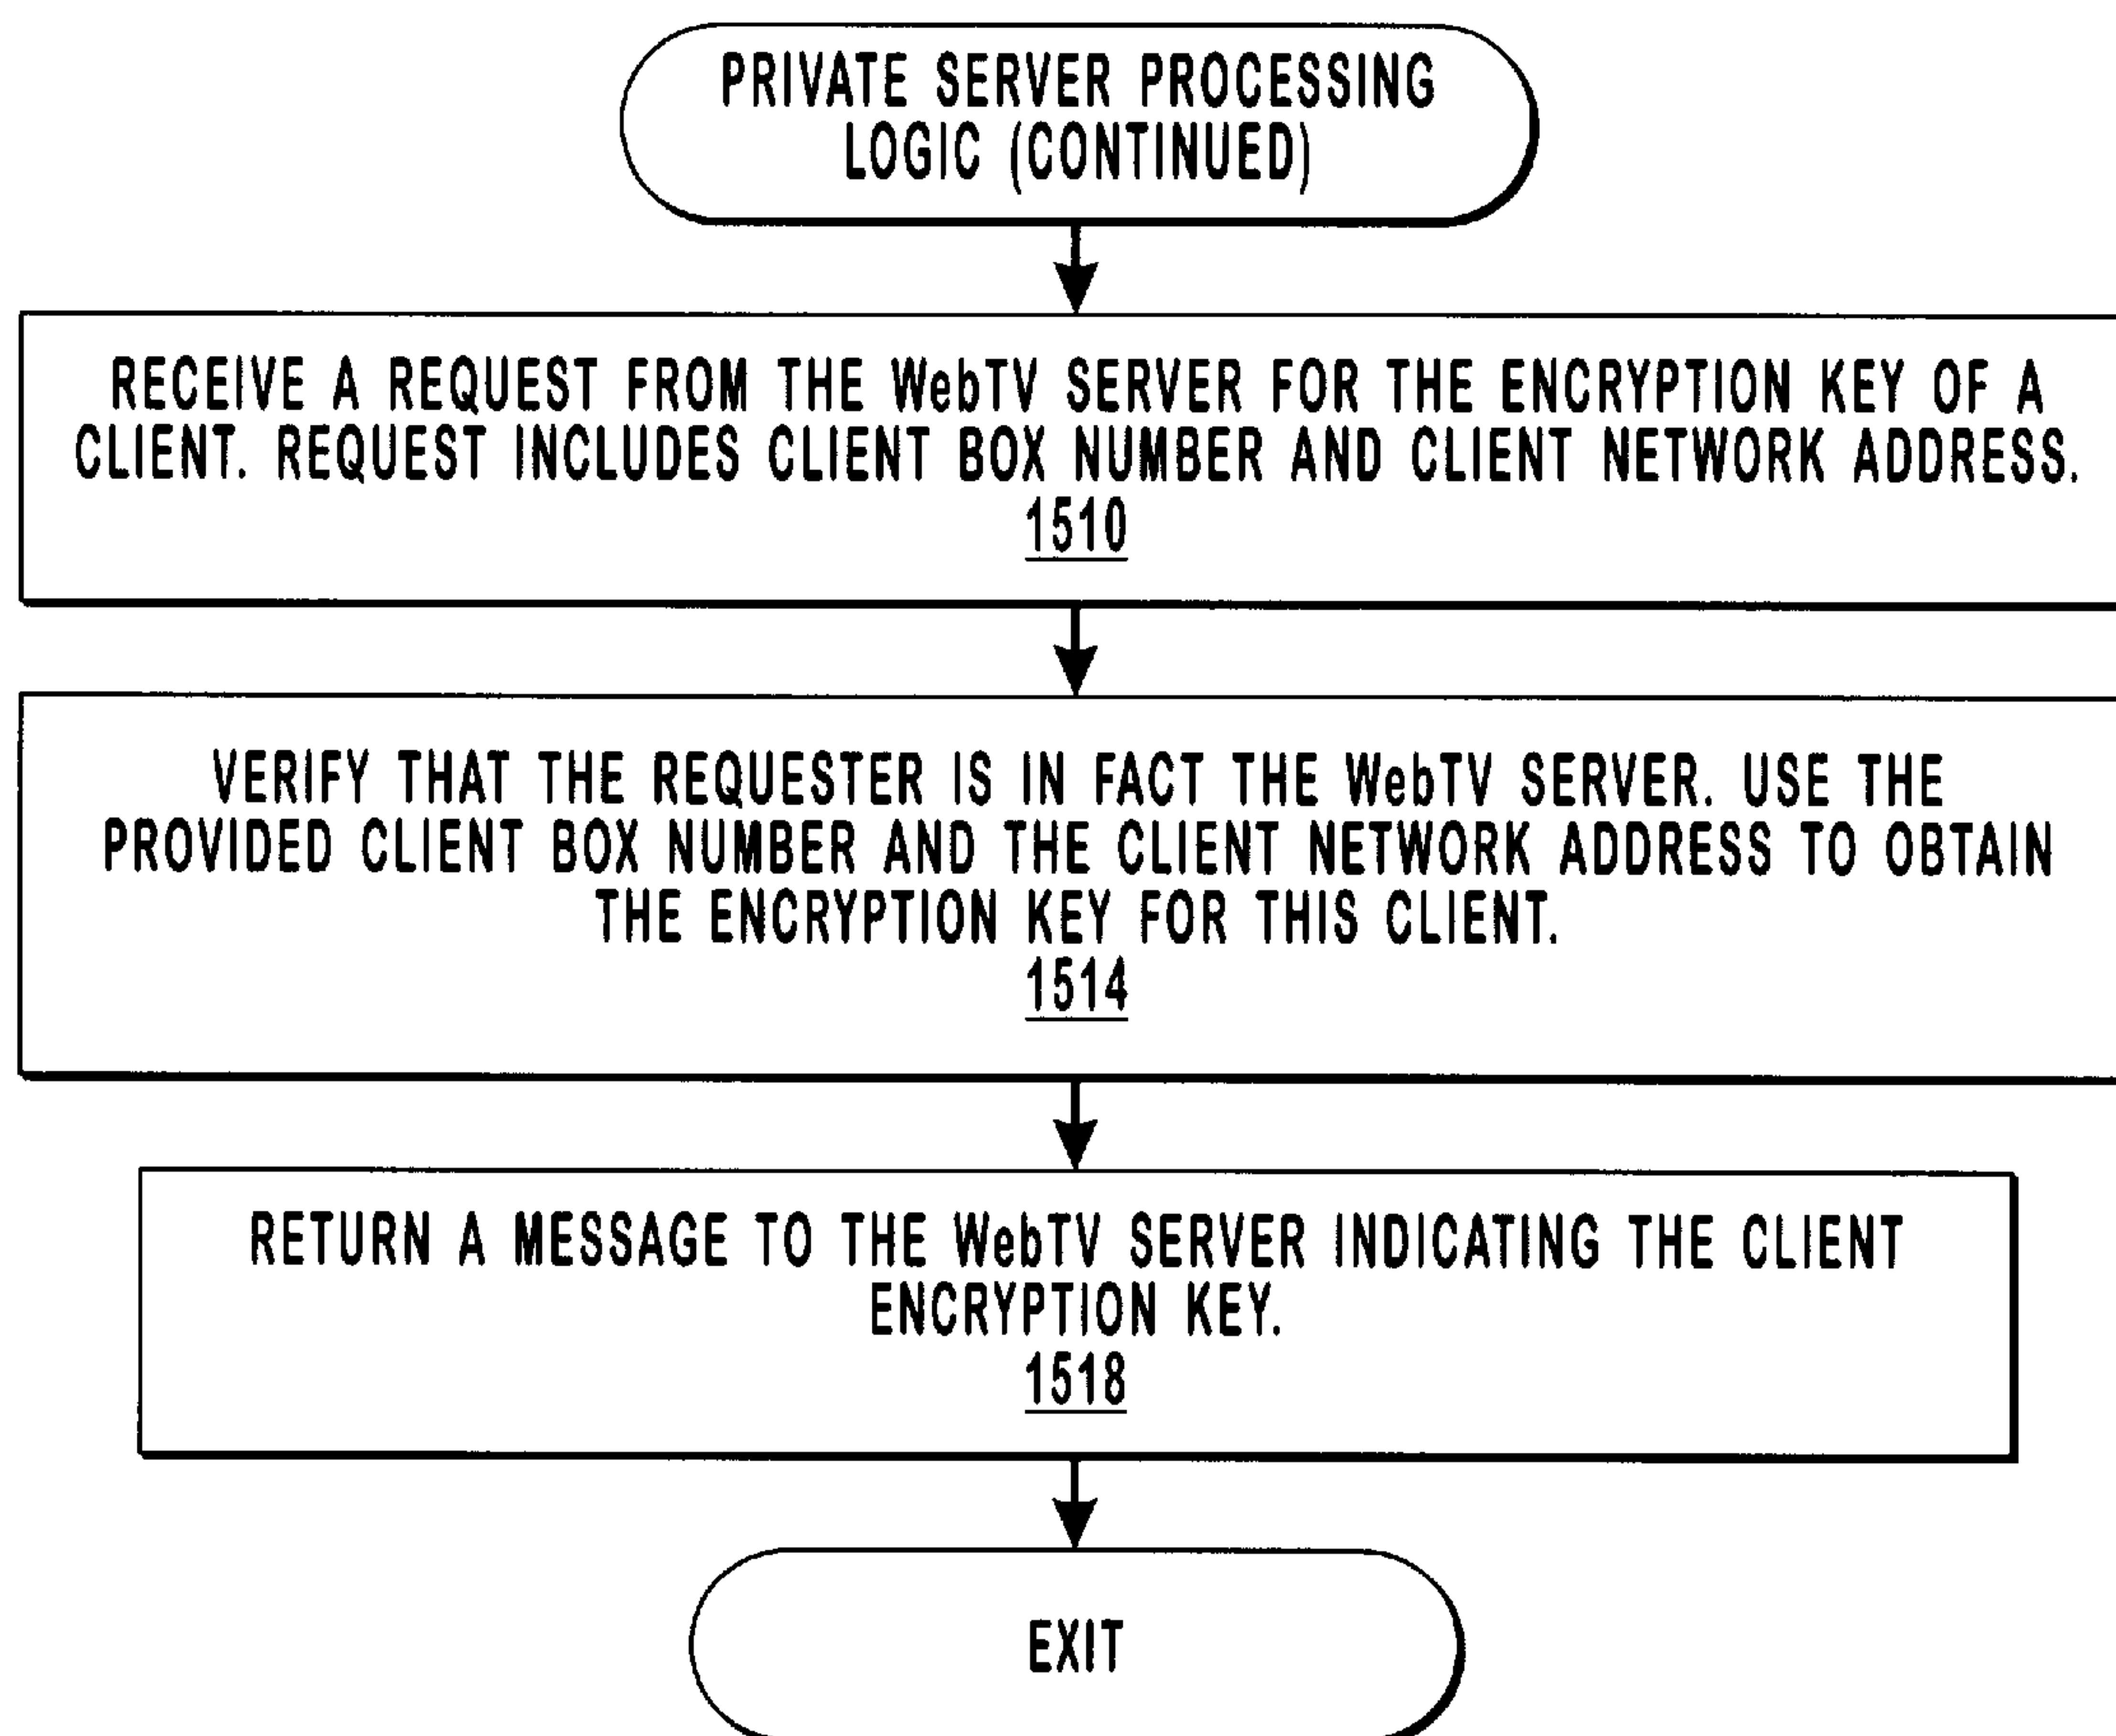 PRIVATE SERVER PROCESSING
LOGIC (CONTINUED)
RECEIVE A REQUEST FROM THE WebTV SERVER FOR THE ENCRYPTION KEY OF A
CLIENT. REQUEST INCLUDES CLIENT BOX NUMBER AND CLIENT NETWORK ADDRESS.
1510
VERIFY THAT THE REQUESTER IS IN FACT THE WebTV SERVER. USE THE
PROVIDED CLIENT BOX NUMBER AND THE CLIENT NETWORK ADDRESS TO OBTAIN
THE ENCRYPTION KEY FOR THIS CLIENT.
1514
RETURN A MESSAGE TO THE WebTV SERVER INDICATING THE CLIENT
ENCRYPTION KEY.
1518
EXIT